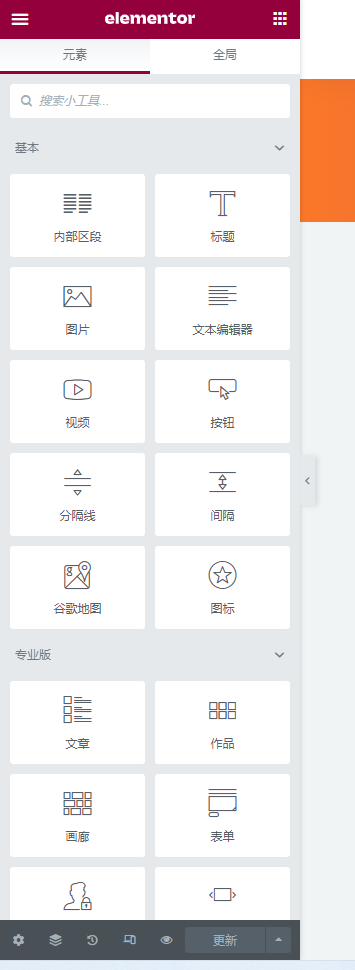 elementor
元素
全局
搜索小工具...
基本
内部区段
标题
图片
文本编辑器
视频
按钮
分隔线
间隔
谷歌地图
图标
专业版
文章
作品
画廊
表单
更新